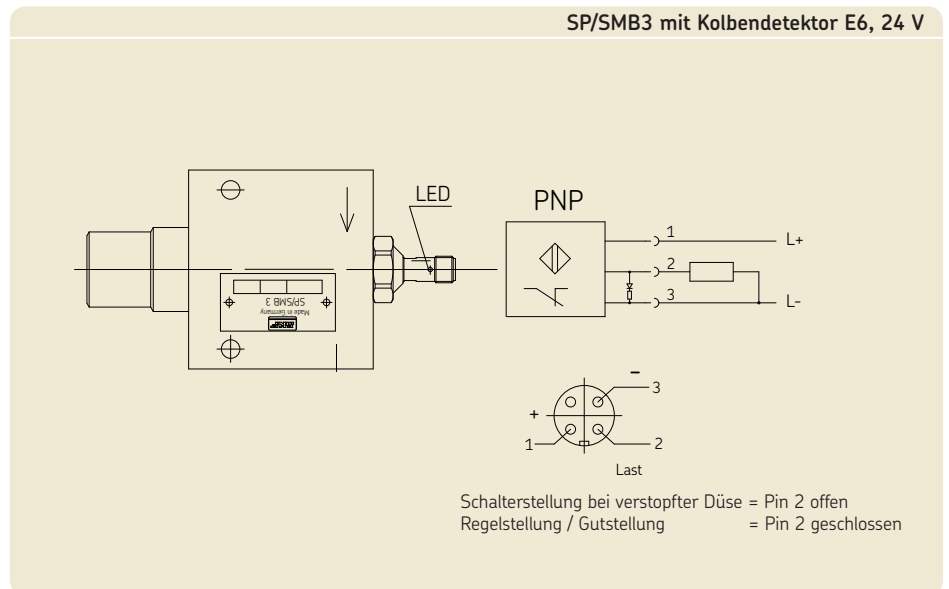 SP/SMB3 mit Kolbendetektor E6, 24 V
LED
PNP
1
L+
2
3
L-
SP/SMB 3
Made in Germany
–
3
+
1
2
Last
Schalterstellung bei verstopfter Düse = Pin 2 offen
Regelstellung / Gutstellung = Pin 2 geschlossen